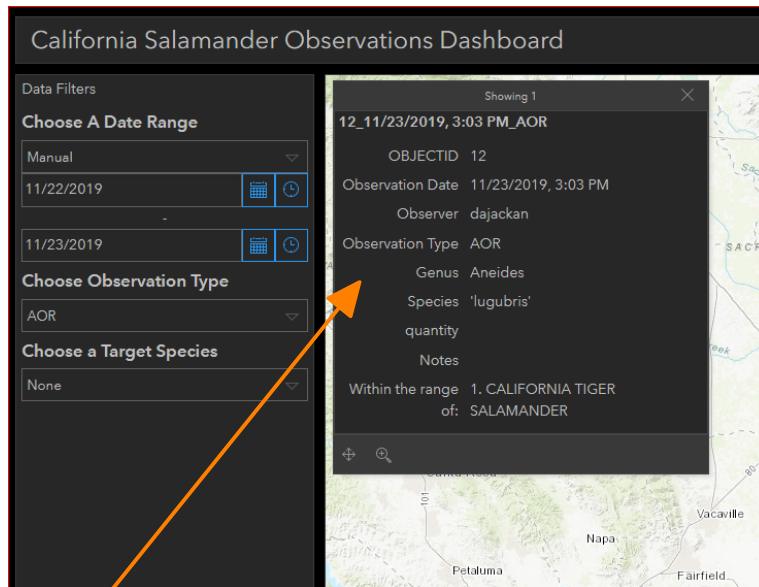 California Salamander Observations Dashboard
Data Filters
Choose A Date Range
Manual
11/22/2019
-
11/23/2019
Choose Observation Type
AOR
Choose a Target Species
None
Showing 1
12_11/23/2019, 3:03 PM_AOR
OBJECTID 12
Observation Date 11/23/2019, 3:03 PM
Observer dajackan
Observation Type AOR
Genus Aneides
Species 'lugubris'
quantity
Notes
Within the range 1. CALIFORNIA TIGER
of: SALAMANDER
101
80
Vacaville
Napa
Petaluma
Fairfield